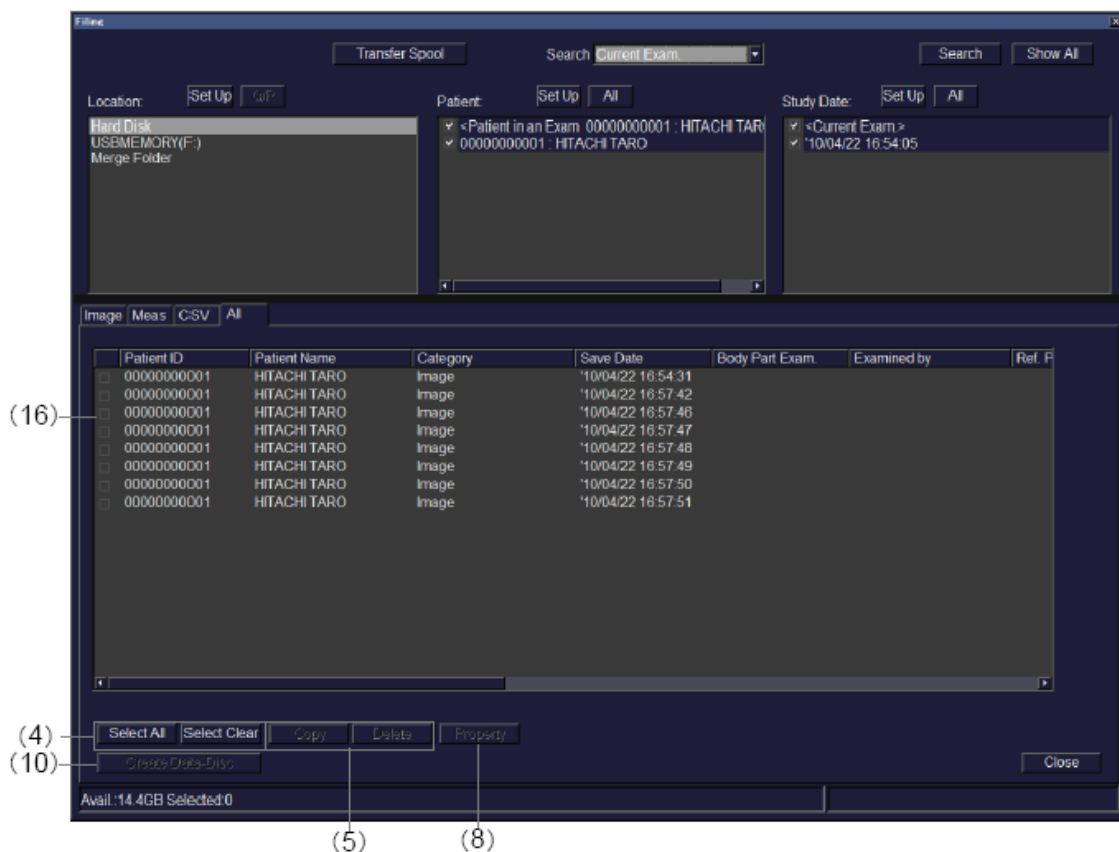 Filing
Transfer Spool Search Current Exam. Search Show All
Location: Set Up Patient: Set Up All Study Date: Set Up All
Hard Disk
USBMEMORY(F:)
Merge Folder
<Patient in an Exam 00000000001 : HITACHI TAR
00000000001 : HITACHI TARO
<Current Exam.>
'10/04/22 16:54:05
Image Meas CSV All
Patient ID Patient Name Category Save Date Body Part Exam. Examined by Ref. P
00000000001 HITACHI TARO Image '10/04/22 16:54:31
00000000001 HITACHI TARO Image '10/04/22 16:57:42
(16) 00000000001 HITACHI TARO Image '10/04/22 16:57:46
00000000001 HITACHI TARO Image '10/04/22 16:57:47
00000000001 HITACHI TARO Image '10/04/22 16:57:48
00000000001 HITACHI TARO Image '10/04/22 16:57:49
00000000001 HITACHI TARO Image '10/04/22 16:57:50
00000000001 HITACHI TARO Image '10/04/22 16:57:51
(4) Select All Select Clear Copy Delete Property
(10) Create Data-Disc Close
Avail.:14.4GB Selected:0
(5) (8)